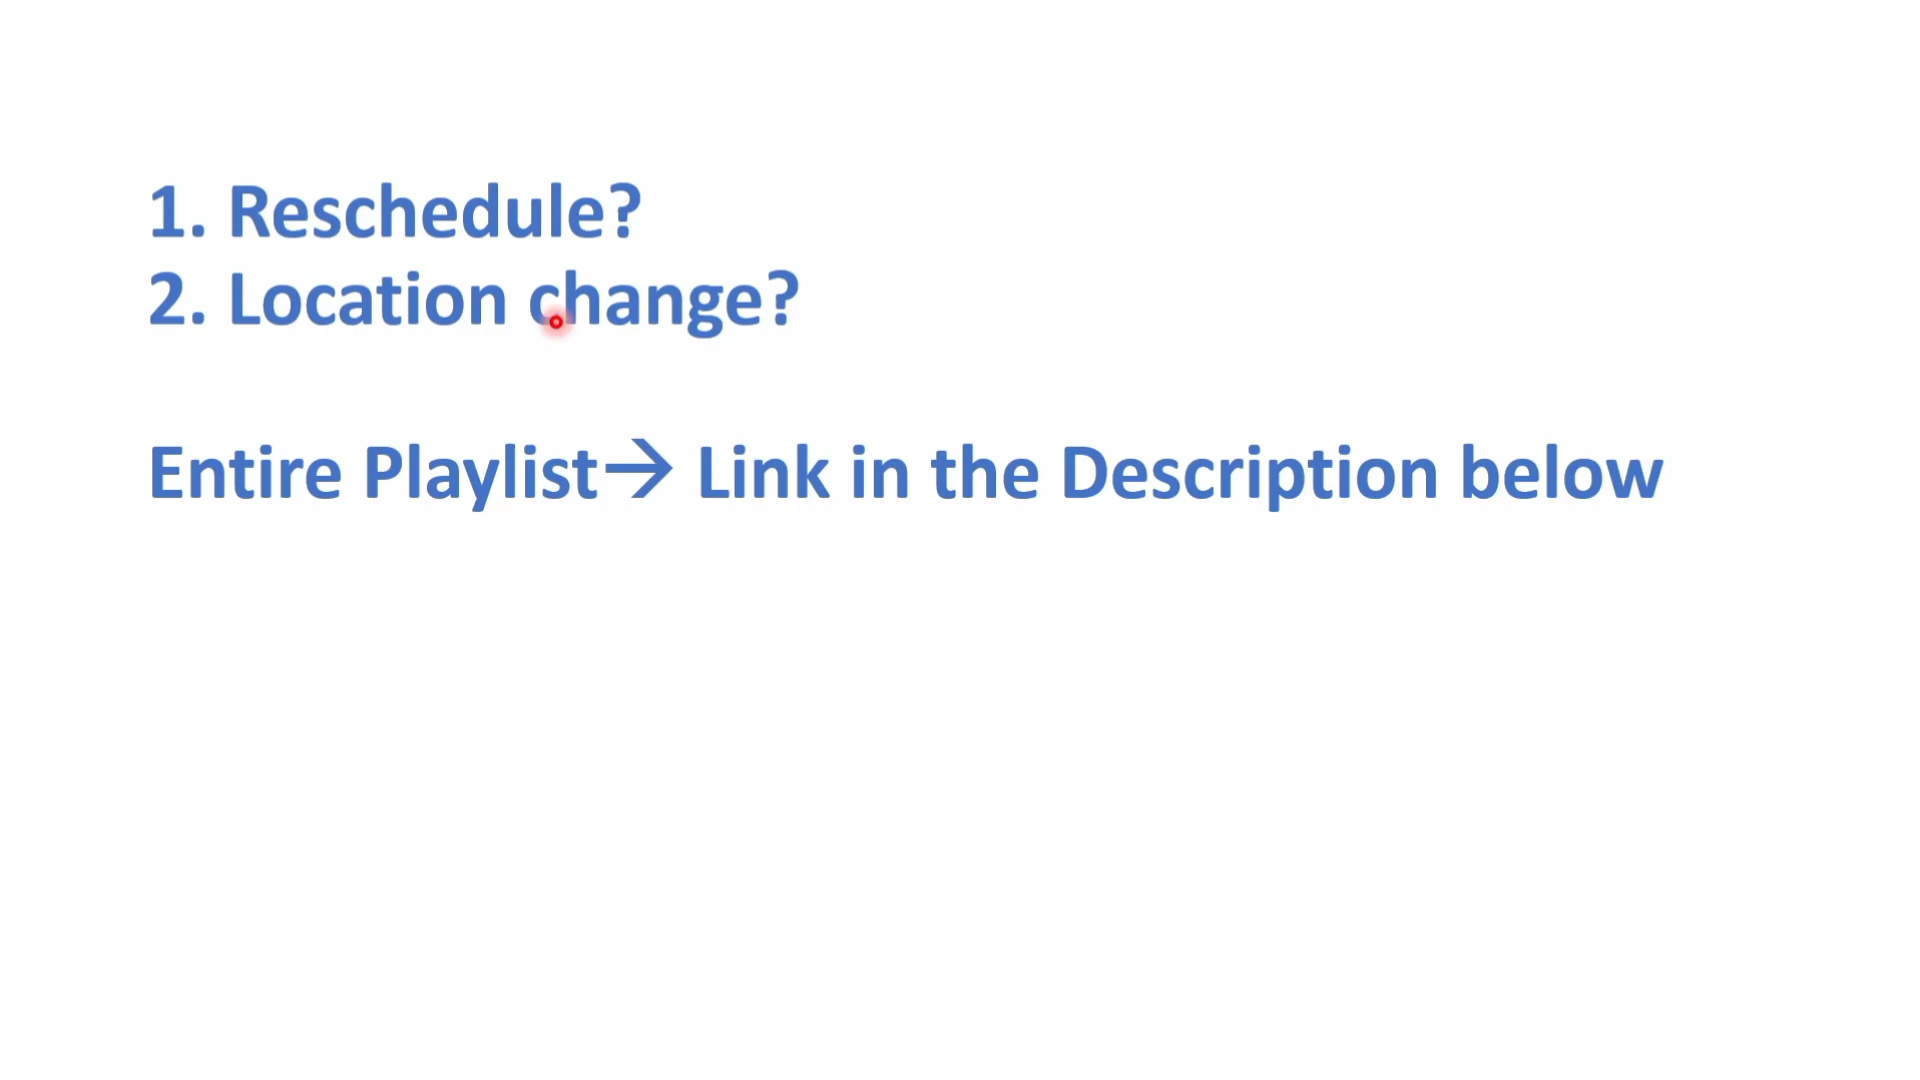 1. Reschedule?
2. Location change?
Entire Playlist→ Link in the Description below